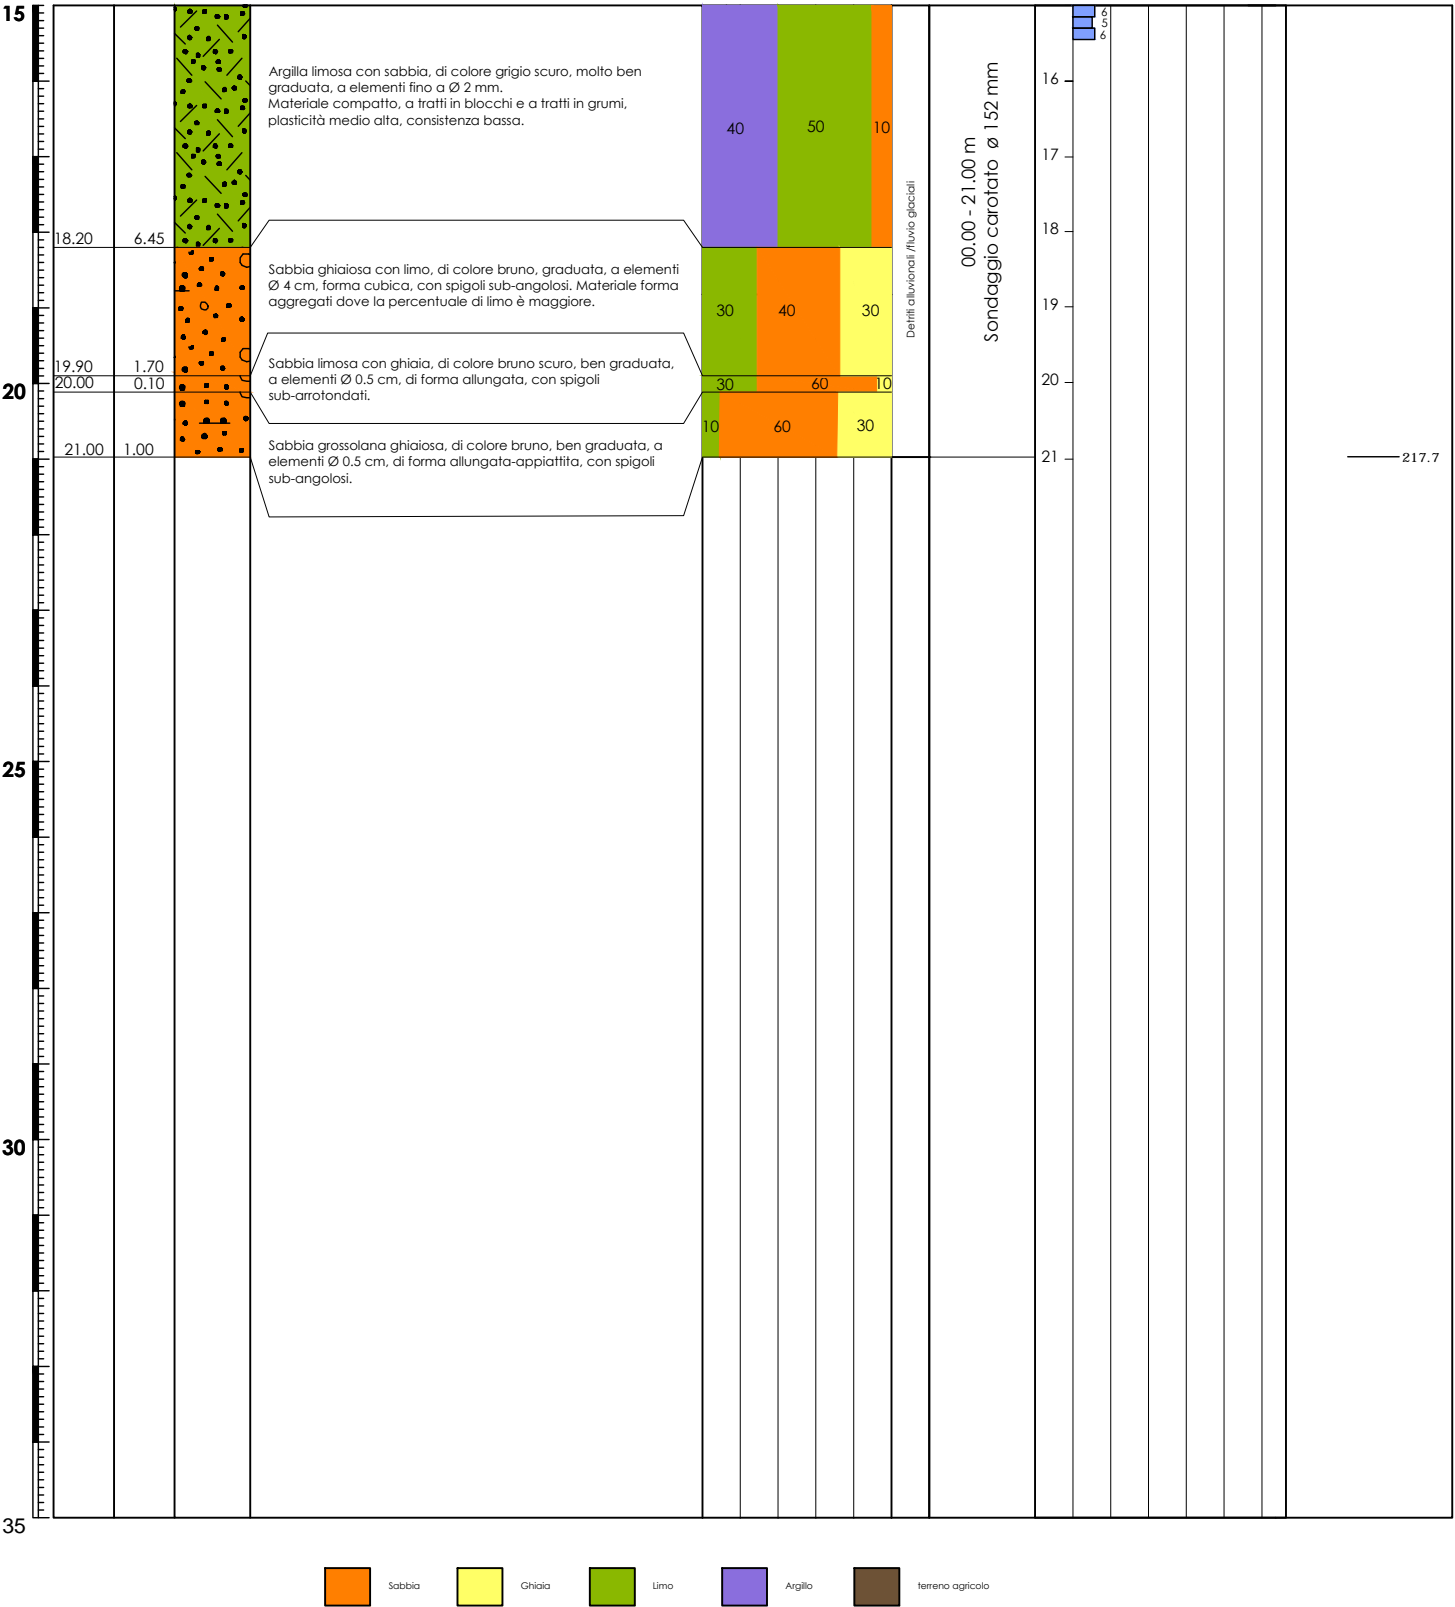 15
Argilla limosa con sabbia, di colore grigio scuro, molto ben
graduata, a elementi fino a Ø 2 mm.
Materiale compatto, a tratti in blocchi e a tratti in grumi,
plasticità medio alta, consistenza bassa.
40 50 10
18.20 6.45
Sabbia ghiaiosa con limo, di colore bruno, graduata, a elementi
Ø 4 cm, forma cubica, con spigoli sub-angolosi. Materiale forma
aggregati dove la percentuale di limo è maggiore.
30 40 30
19.90 1.70
Sabbia limosa con ghiaia, di colore bruno scuro, ben graduata,
a elementi Ø 0.5 cm, di forma allungata, con spigoli
sub-arrotondati.
20 20.00 0.10
30 60 10
10 60 30
Sabbia grossolana ghiaiosa, di colore bruno, ben graduata, a
elementi Ø 0.5 cm, di forma allungata-appiattita, con spigoli
sub-angolosi.
21.00 1.00
Detriti alluvionali /fluvio glaciali
00.00 - 21.00 m
Sondaggio carotato ø 152 mm
6
5
6
16
17
18
19
20
21
217.7
25
30
35
Sabbia
Ghiaia
Limo
Argilla
terreno agricolo